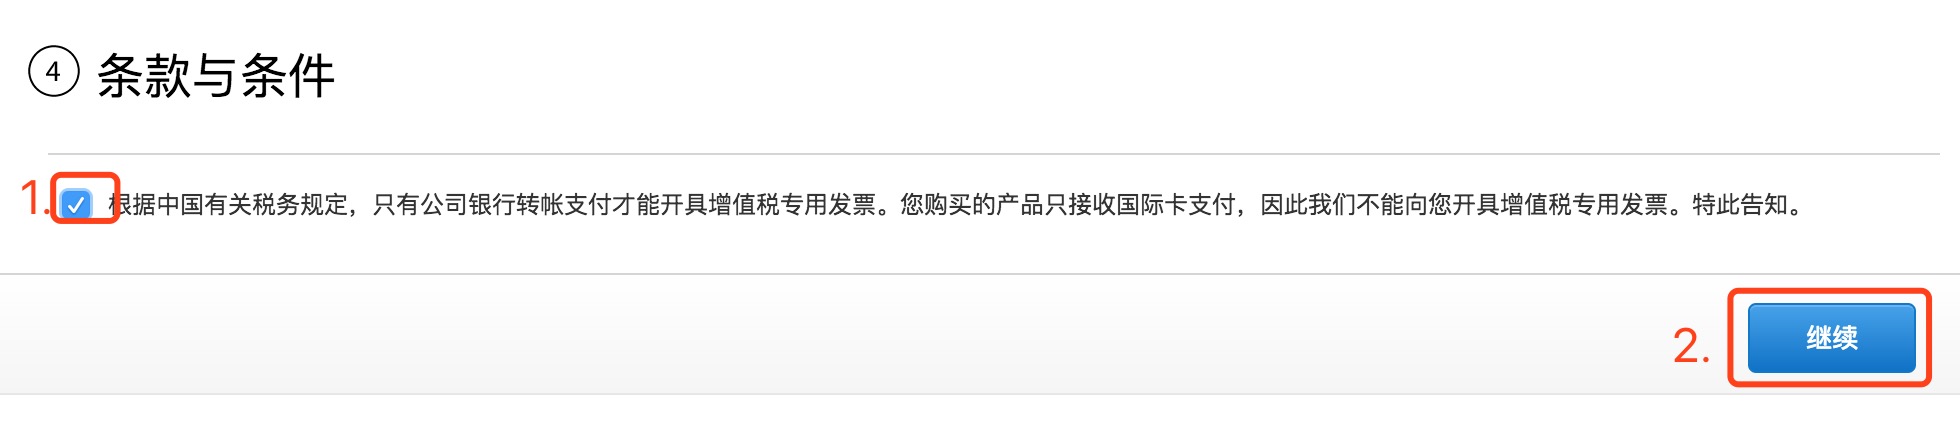 ④ 条款与条件
1. 根据中国有关税务规定，只有公司银行转帐支付才能开具增值税专用发票。您购买的产品只接收国际卡支付，因此我们不能向您开具增值税专用发票。特此告知。
2. 继续